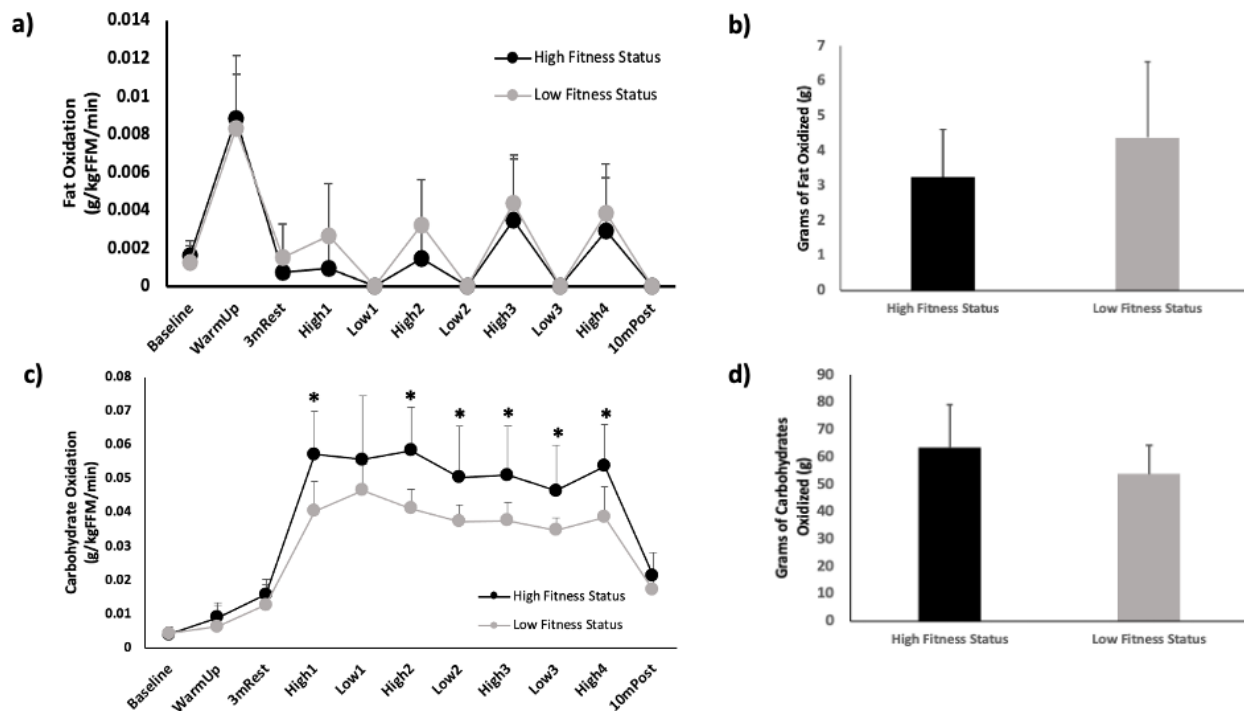 a)
Fat Oxidation
(g/kgFFM/min)
0.014
0.012
0.01
0.008
0.006
0.004
0.002
0
High Fitness Status
Low Fitness Status
Baseline
WarmUp
3mRest
High1
Low1
High2
Low2
High3
Low3
High4
10mPost
b)
Grams of Fat Oxidized (g)
7
6
5
4
3
2
1
0
High Fitness Status
Low Fitness Status
c)
Carbohydrate Oxidation
(g/kgFFM/min)
0.08
0.07
0.06
0.05
0.04
0.03
0.02
0.01
0
*
*
*
*
*
*
High Fitness Status
Low Fitness Status
Baseline
WarmUp
3mRest
High1
Low1
High2
Low2
High3
Low3
High4
10mPost
d)
Grams of Carbohydrates
Oxidized (g)
90
80
70
60
50
40
30
20
10
0
High Fitness Status
Low Fitness Status